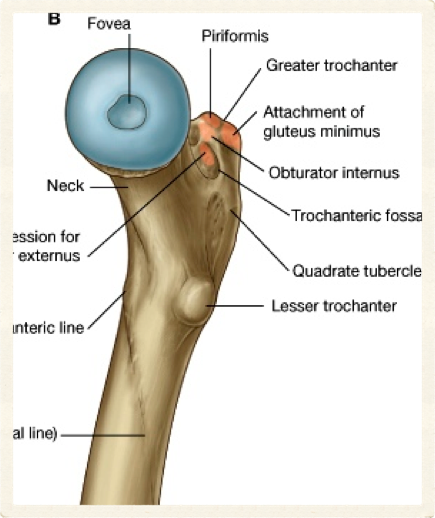 B
Fovea
Piriformis
Greater trochanter
Attachment of
gluteus minimus
Obturator internus
Neck
Trochanteric fossa
ession for
externus
Quadrate tubercle
Lesser trochanter
anteric line
al line)